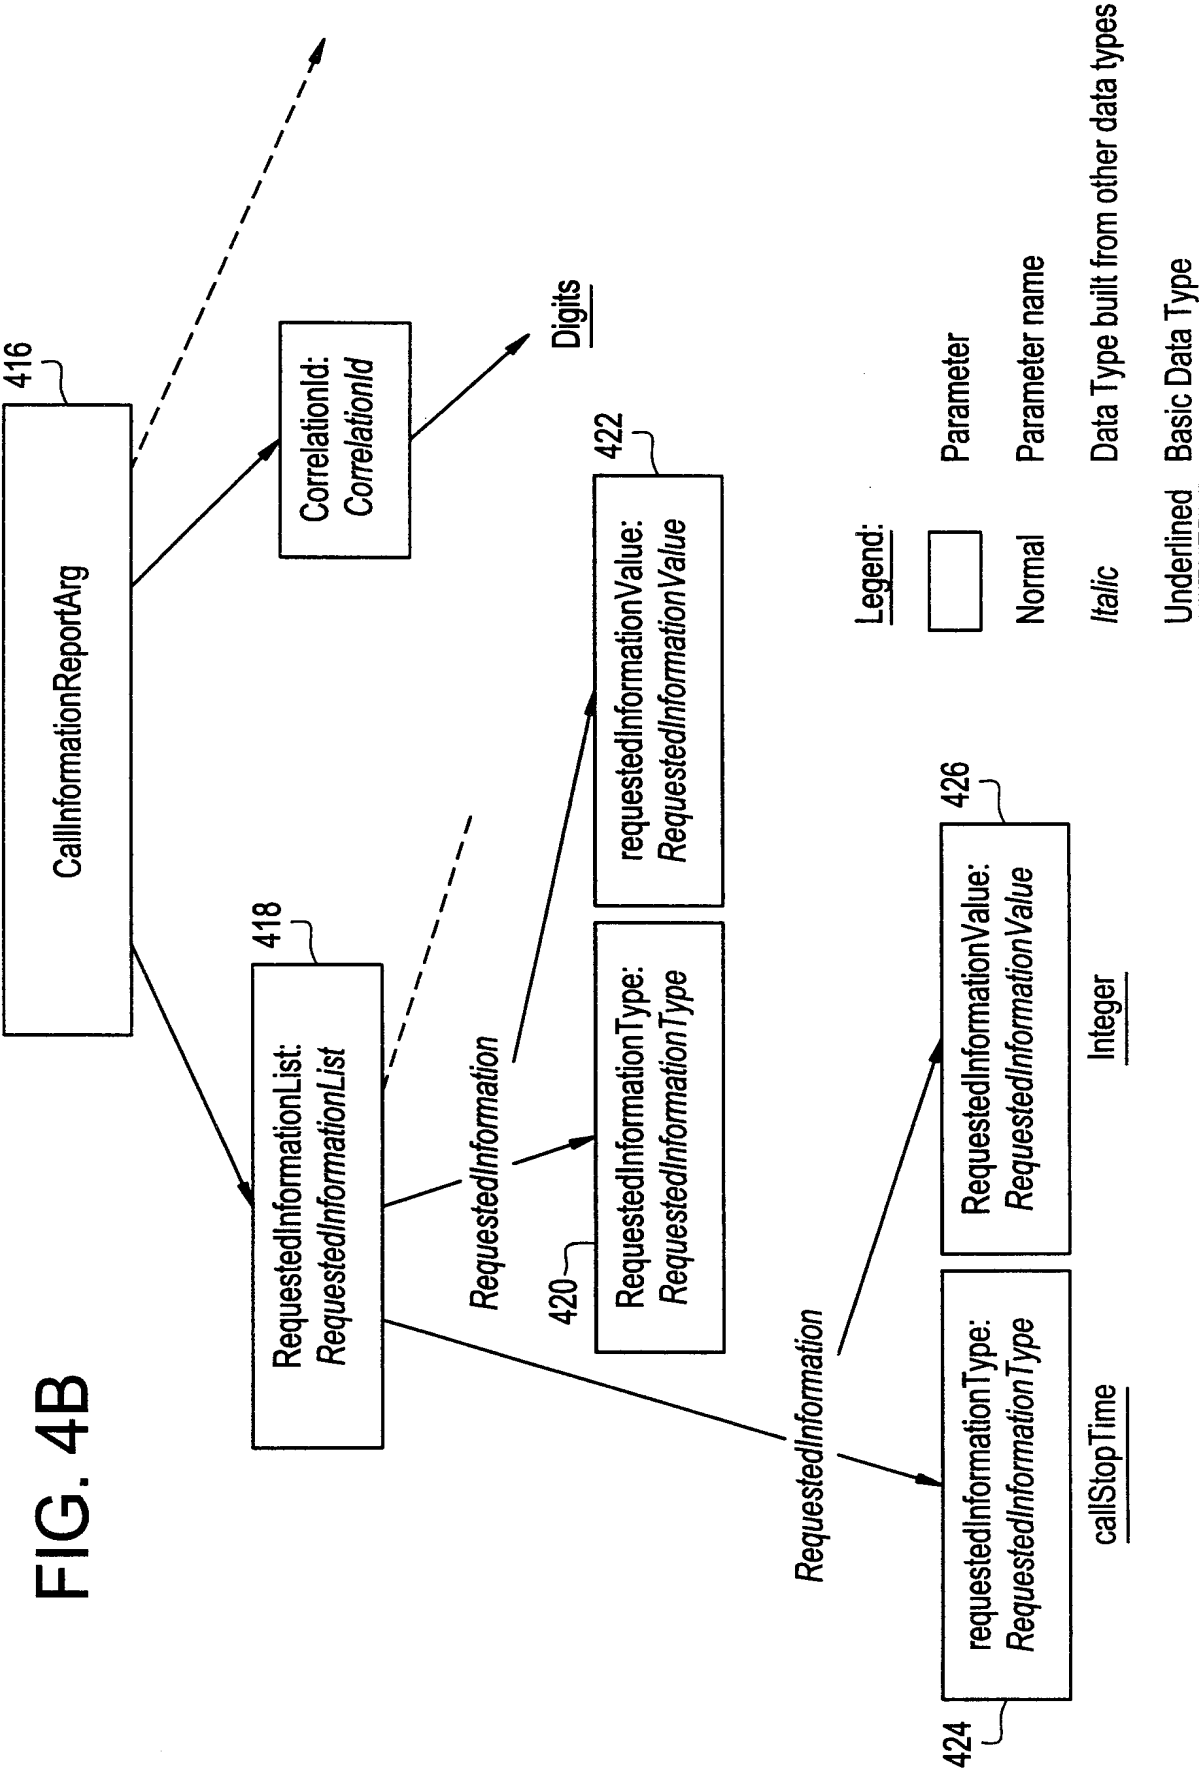 FIG. 4B
416
CallInformationReportArg
418
RequestedInformationList:
RequestedInformationList
CorrelationId:
CorrelationId
Digits
RequestedInformation
420
RequestedInformationType:
RequestedInformationType
422
requestedInformationValue:
RequestedInformationValue
RequestedInformation
424
requestedInformationType:
RequestedInformationType
callStopTime
426
RequestedInformationValue:
RequestedInformationValue
Integer
Legend:
Parameter
Normal Parameter name
Italic Data Type built from other data types
Underlined Basic Data Type